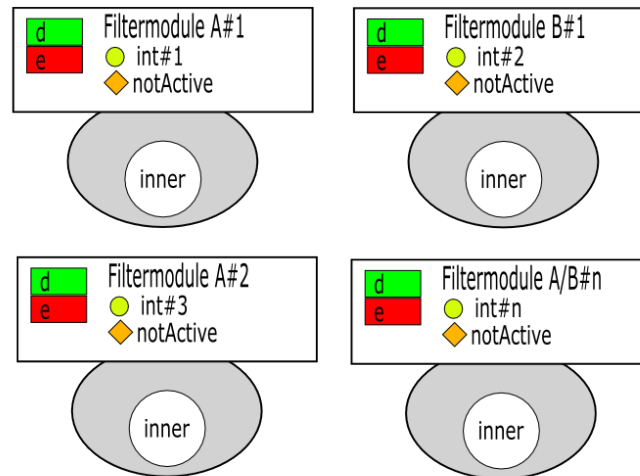 d Filtermodule A#1
e int#1
notActive
inner
d Filtermodule B#1
e int#2
notActive
inner
d Filtermodule A#2
e int#3
notActive
inner
d Filtermodule A/B#n
e int#n
notActive
inner